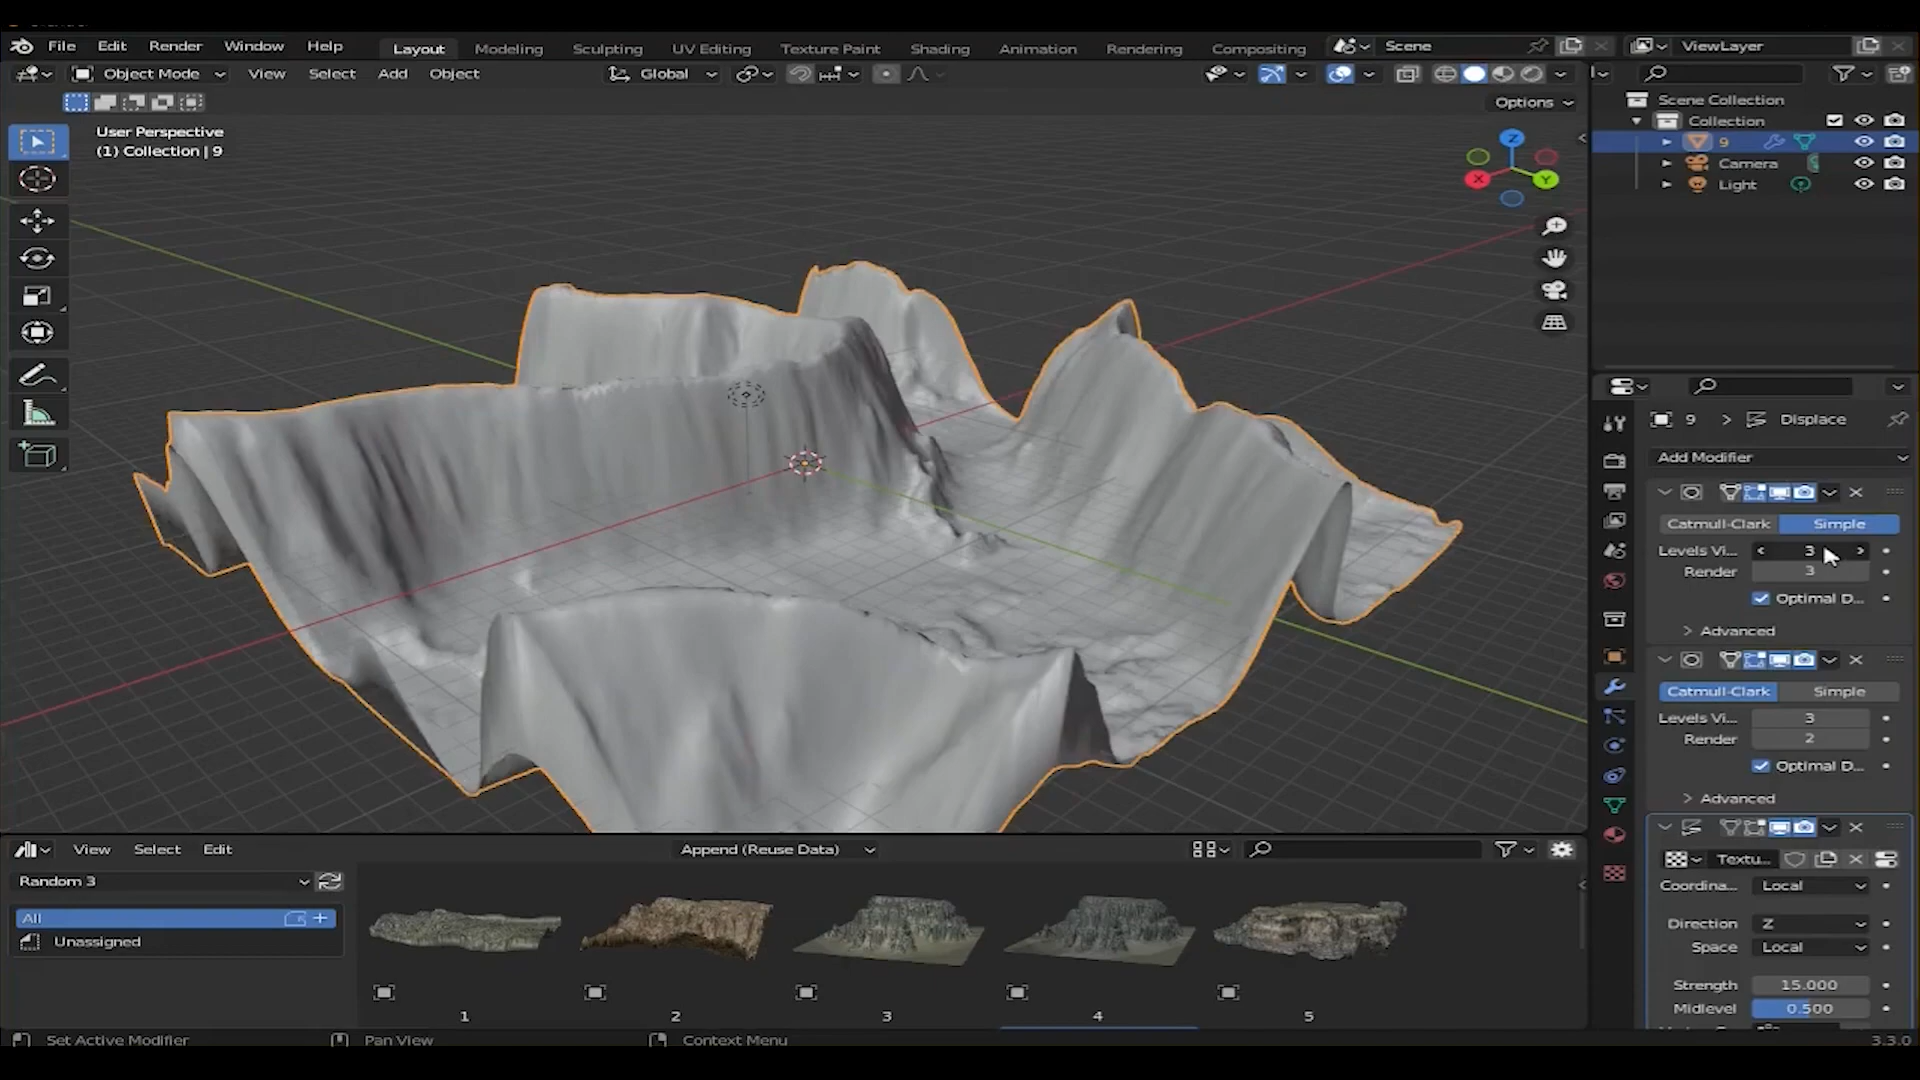 File Edit Render Window Help Layout Modeling Sculpting UV Editing Texture Paint Shading Animation Rendering Compositing Scene ViewLayer
Object Mode View Select Add Object Global
Options
User Perspective
(1) Collection | 9
Z
X
Y
Scene Collection
Collection
9
Camera
Light
9 > Displace
Add Modifier
Catmull-Clark Simple
Levels Vi... 3
Render 3
Optimal D...
Advanced
Catmull-Clark Simple
Levels Vi... 3
Render 2
Optimal D...
Advanced
Textu...
Coordina... Local
Direction Z
Space Local
Strength 15.000
Midlevel 0.500
View Select Edit Append (Reuse Data)
Random 3
All
Unassigned
1 2 3 4 5
Set Active Modifier Pan View Context Menu 3.3.0